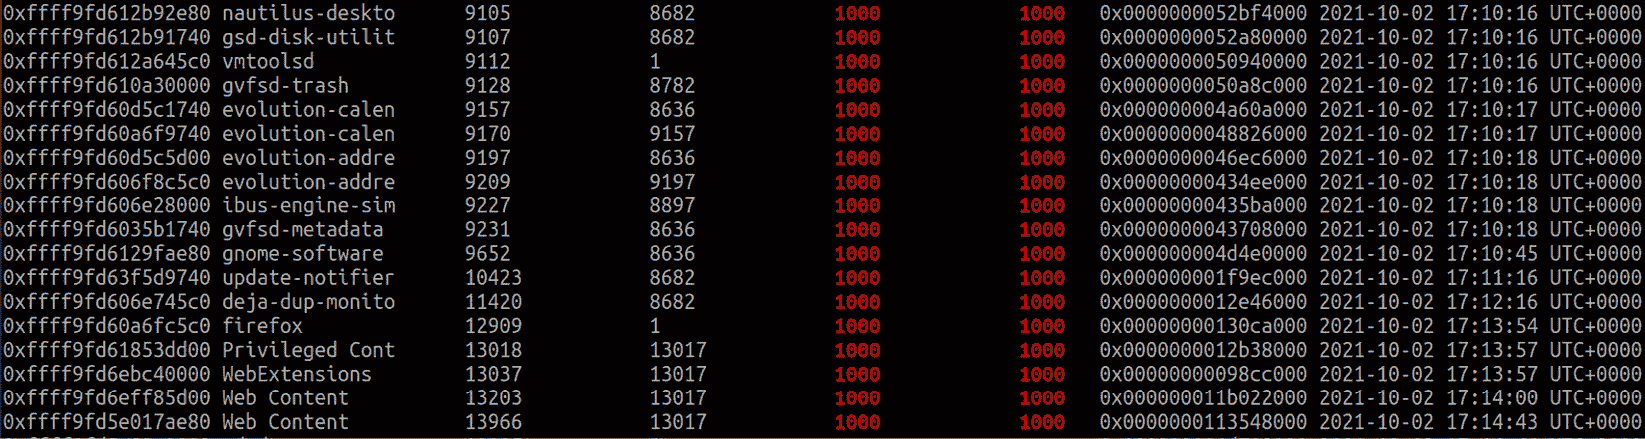 0xffff9fd612b92e80 nautilus-deskto 9105 8682 1000 1000 0x0000000052bf4000 2021-10-02 17:10:16 UTC+0000
0xffff9fd612b91740 gsd-disk-utilit 9107 8682 1000 1000 0x0000000052a80000 2021-10-02 17:10:16 UTC+0000
0xffff9fd612a645c0 vmtoolsd 9112 1 1000 1000 0x0000000050940000 2021-10-02 17:10:16 UTC+0000
0xffff9fd610a30000 gvfsd-trash 9128 8782 1000 1000 0x0000000050a8c000 2021-10-02 17:10:16 UTC+0000
0xffff9fd60d5c1740 evolution-calen 9157 8636 1000 1000 0x000000004a60a000 2021-10-02 17:10:17 UTC+0000
0xffff9fd60a6f9740 evolution-calen 9170 9157 1000 1000 0x0000000048826000 2021-10-02 17:10:17 UTC+0000
0xffff9fd60d5c5d00 evolution-addre 9197 8636 1000 1000 0x0000000046ec6000 2021-10-02 17:10:18 UTC+0000
0xffff9fd606f8c5c0 evolution-addre 9209 9197 1000 1000 0x00000000434ee000 2021-10-02 17:10:18 UTC+0000
0xffff9fd606e28000 ibus-engine-sim 9227 8897 1000 1000 0x00000000435ba000 2021-10-02 17:10:18 UTC+0000
0xffff9fd6035b1740 gvfsd-metadata 9231 8636 1000 1000 0x0000000043708000 2021-10-02 17:10:18 UTC+0000
0xffff9fd6129fae80 gnome-software 9652 8636 1000 1000 0x000000004d4e0000 2021-10-02 17:10:45 UTC+0000
0xffff9fd63f5d9740 update-notifier 10423 8682 1000 1000 0x000000001f9ec000 2021-10-02 17:11:16 UTC+0000
0xffff9fd606e745c0 deja-dup-monito 11420 8682 1000 1000 0x0000000012e46000 2021-10-02 17:12:16 UTC+0000
0xffff9fd60a6fc5c0 firefox 12909 1 1000 1000 0x00000000130ca000 2021-10-02 17:13:54 UTC+0000
0xffff9fd61853dd00 Privileged Cont 13018 13017 1000 1000 0x0000000012b38000 2021-10-02 17:13:57 UTC+0000
0xffff9fd6ebc40000 WebExtensions 13037 13017 1000 1000 0x00000000098cc000 2021-10-02 17:13:57 UTC+0000
0xffff9fd6eff85d00 Web Content 13203 13017 1000 1000 0x000000011b022000 2021-10-02 17:14:00 UTC+0000
0xffff9fd5e017ae80 Web Content 13966 13017 1000 1000 0x0000000113548000 2021-10-02 17:14:43 UTC+0000